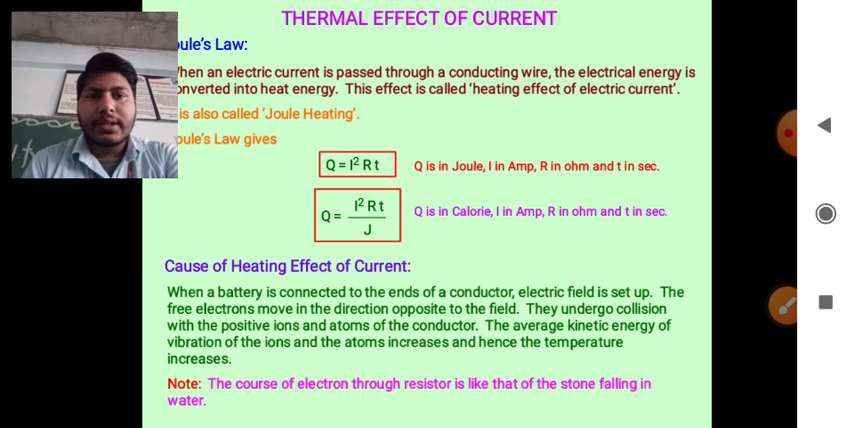 THERMAL EFFECT OF CURRENT
oule's Law:
hen an electric current is passed through a conducting wire, the electrical energy is
onverted into heat energy. This effect is called 'heating effect of electric current'.
is also called 'Joule Heating'.
oule's Law gives
Q = I² R t
Q is in Joule, I in Amp, R in ohm and t in sec.
Q = I² R t / J
Q is in Calorie, I in Amp, R in ohm and t in sec.
Cause of Heating Effect of Current:
When a battery is connected to the ends of a conductor, electric field is set up. The
free electrons move in the direction opposite to the field. They undergo collision
with the positive ions and atoms of the conductor. The average kinetic energy of
vibration of the ions and the atoms increases and hence the temperature
increases.
Note: The course of electron through resistor is like that of the stone falling in
water.